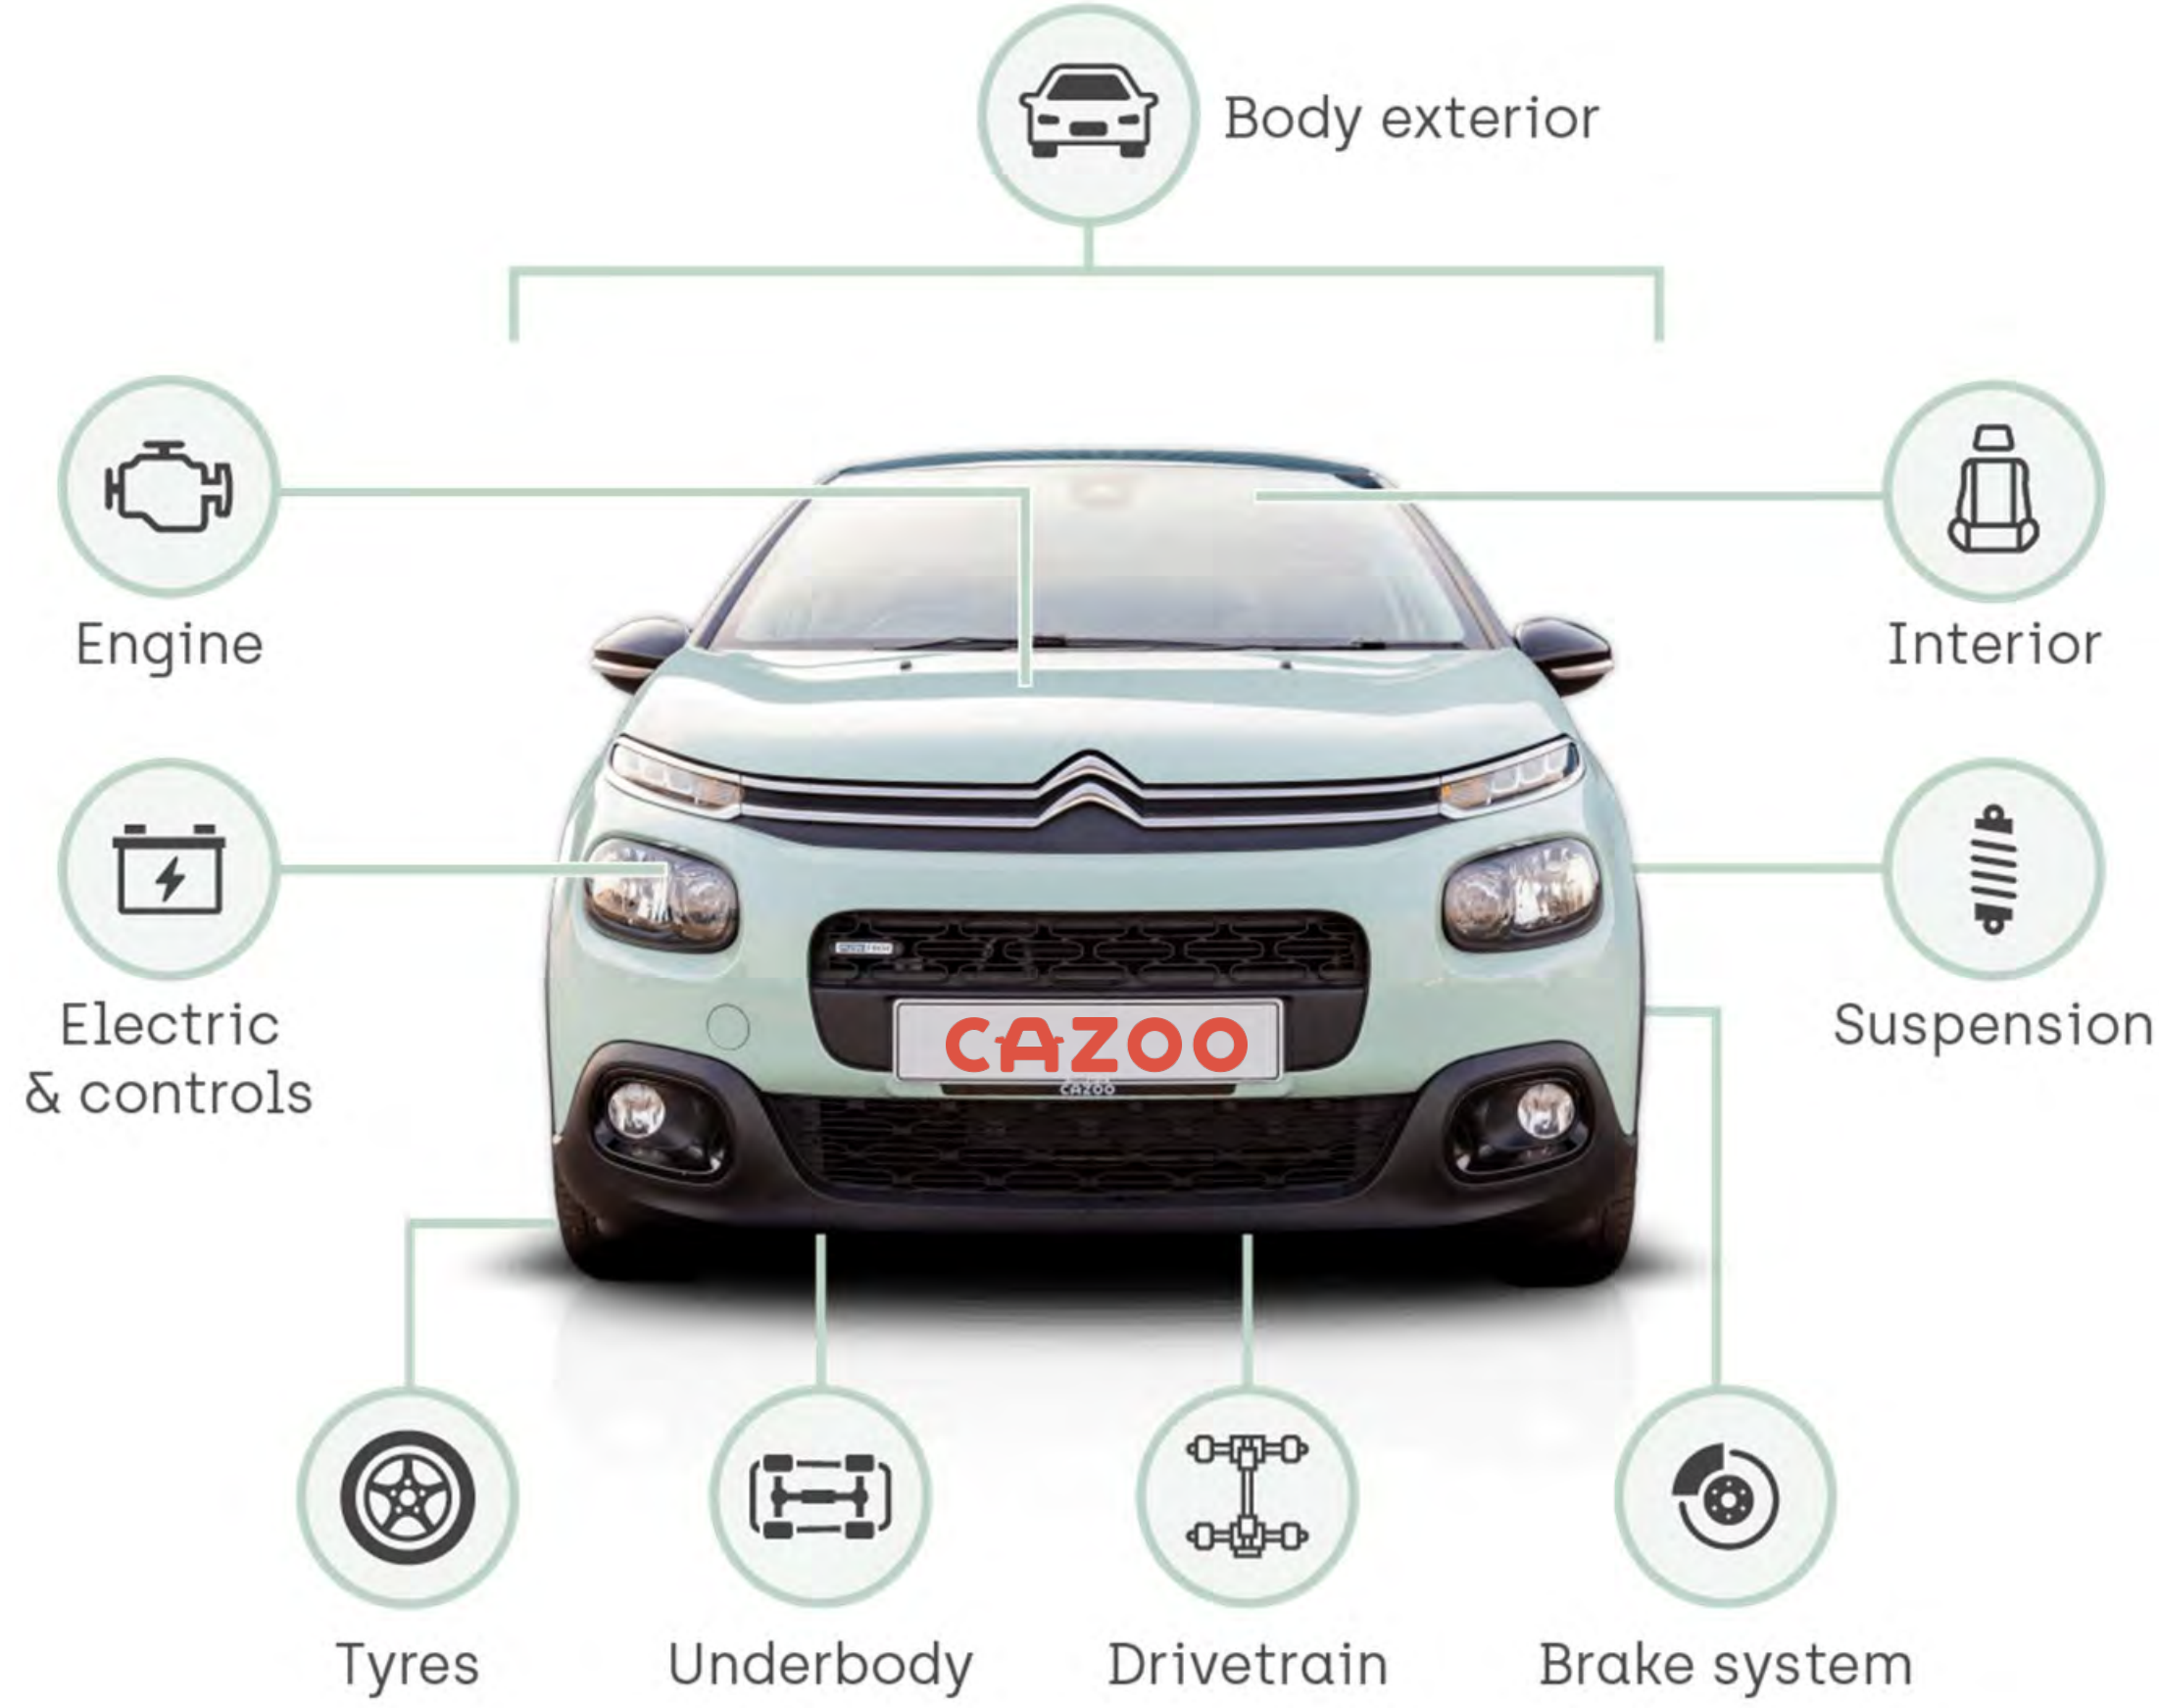 Body exterior
Engine
Interior
Electric
& controls
Suspension
CAZOO
CAZOO
Tyres
Underbody
Drivetrain
Brake system